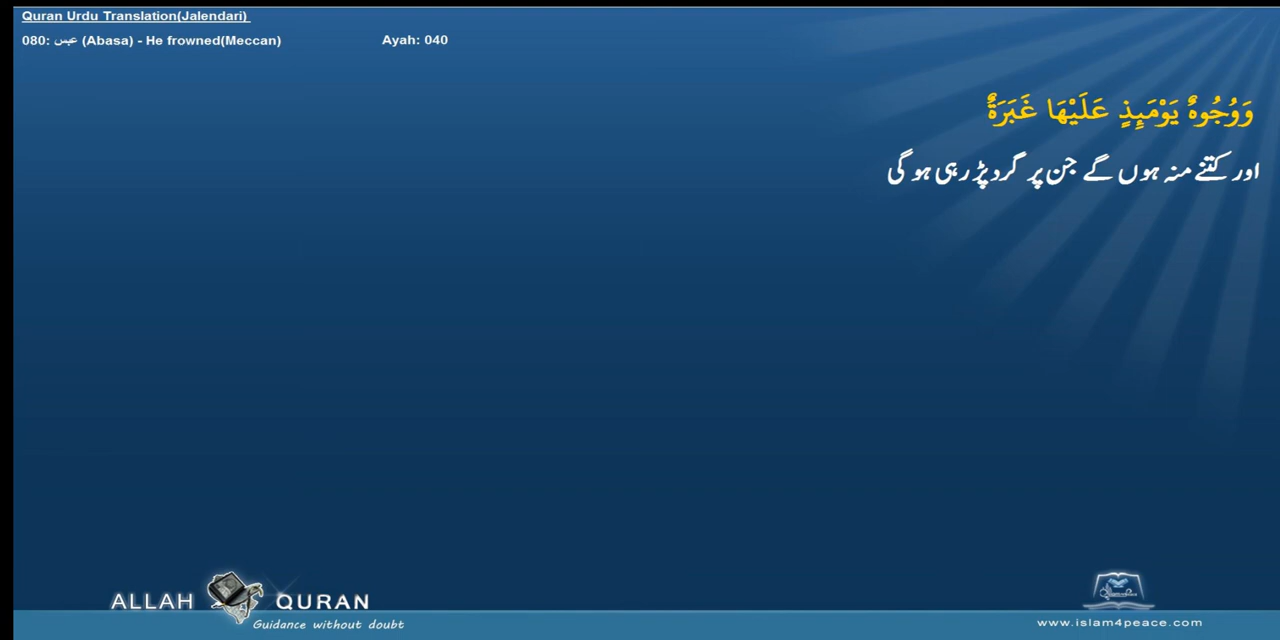 Quran Urdu Translation(Jalendari)
080: عبس (Abasa) - He frowned(Meccan) Ayah: 040
وَوُجُوهٌ يَوْمَئِذٍ عَلَيْهَا غَبَرَةٌ
اور کتنے منہ ہوں گے جن پر گرد پڑ رہی ہو گی
ALLAH QURAN
Guidance without doubt
www.islam4peace.com